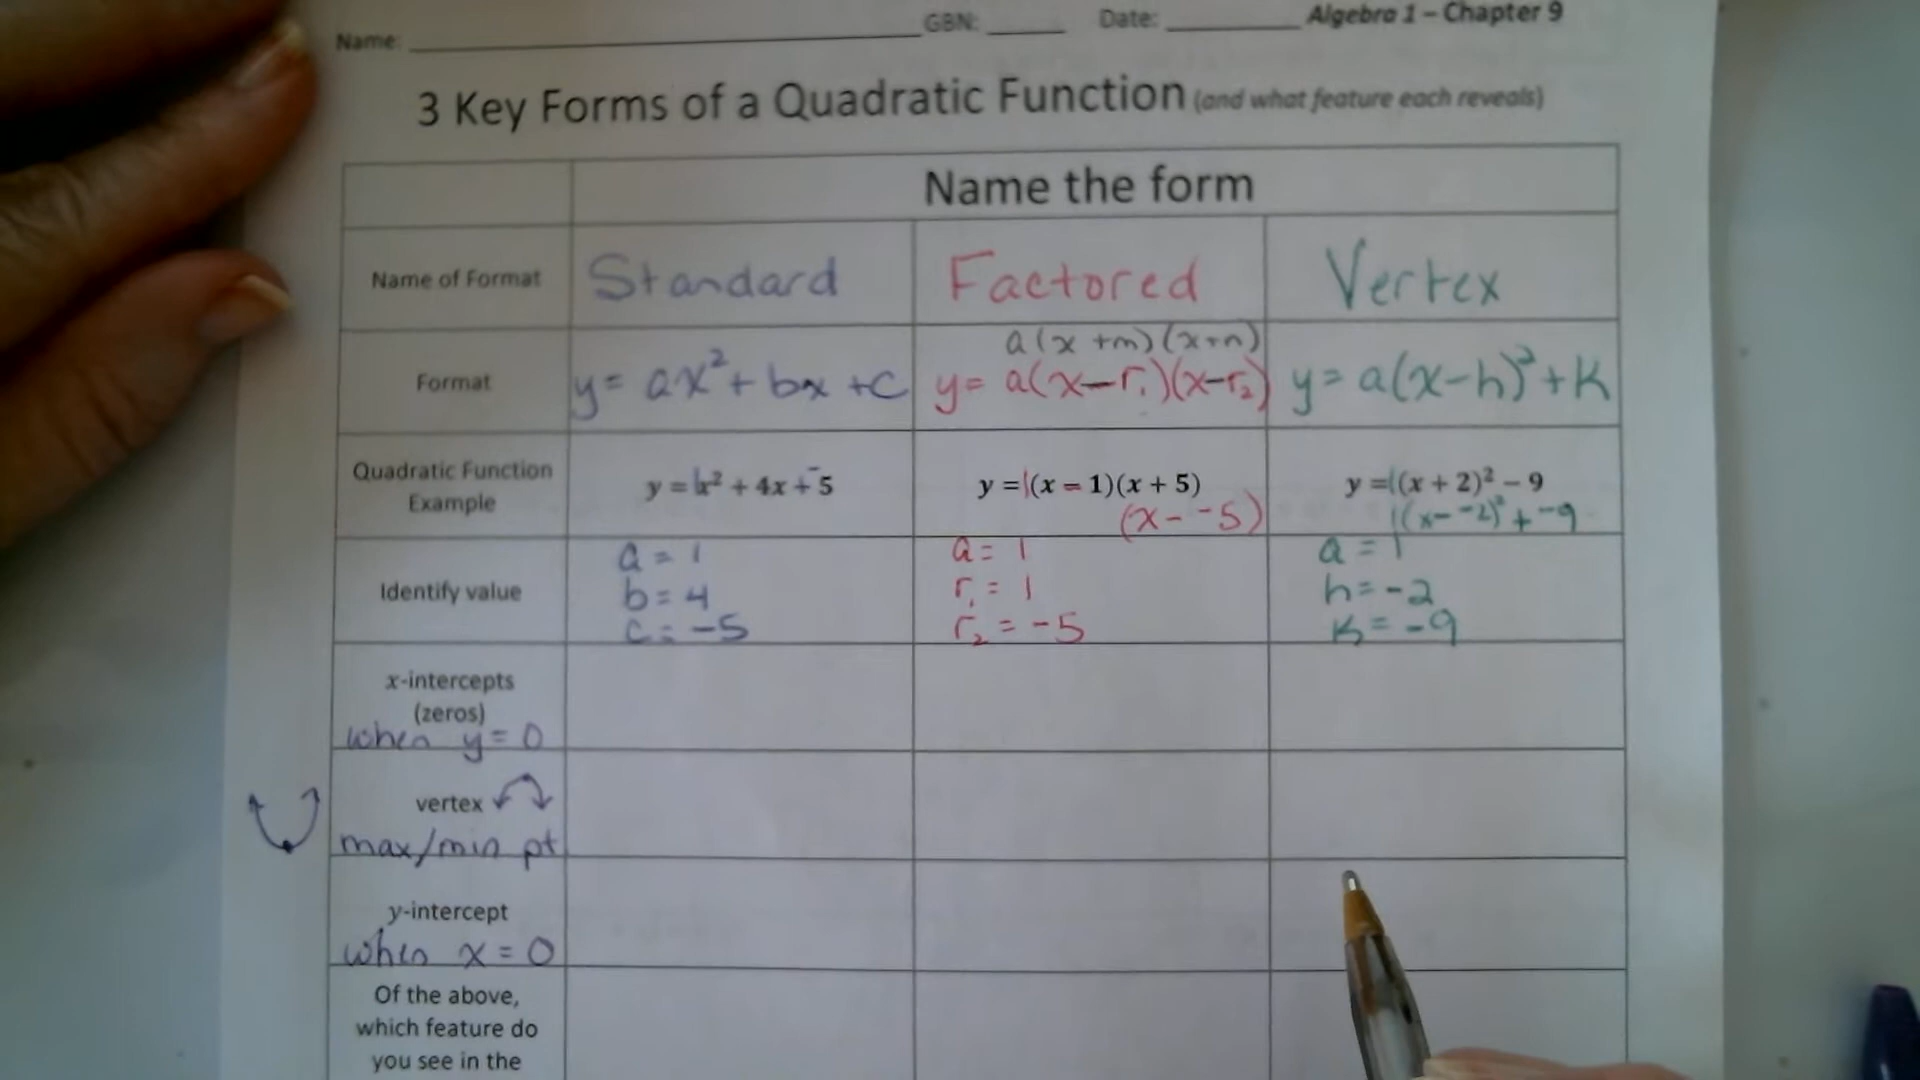 Name: ____ GBN: ____ Date: ____ Algebra 1 – Chapter 9
3 Key Forms of a Quadratic Function (and what feature each reveals)
Name the form
Name of Format Standard Factored Vertex
a(x +m)(x+n)
Format y = ax² + bx + c y = a(x-r₁)(x-r₂) y = a(x-h)² + k
Quadratic Function
Example
y = 1x² + 4x + ⁻5 y = 1(x – 1)(x + 5) y = 1(x + 2)² – 9
(x - -5) 1(x - -2)² + -9
Identify value
a = 1 a = 1 a = 1
b = 4 r₁ = 1 h = -2
c = -5 r₂ = -5 k = -9
x-intercepts
(zeros)
when y = 0
vertex
max/min pt
y-intercept
when x = 0
Of the above,
which feature do
you see in the